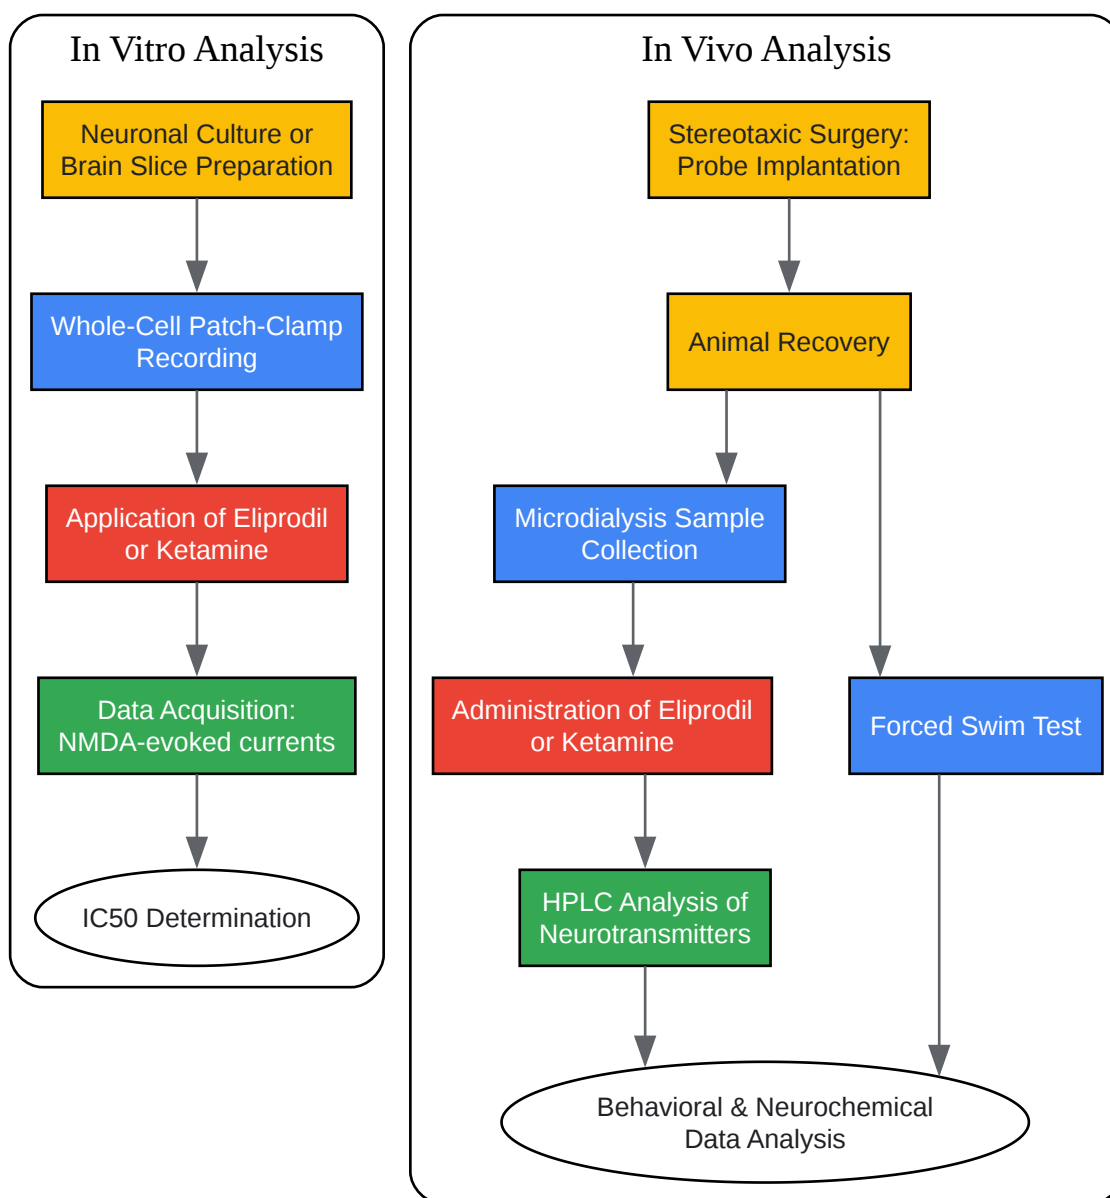 In Vitro Analysis
Neuronal Culture or
Brain Slice Preparation
Whole-Cell Patch-Clamp
Recording
Application of Eliprodil
or Ketamine
Data Acquisition:
NMDA-evoked currents
IC50 Determination
In Vivo Analysis
Stereotaxic Surgery:
Probe Implantation
Animal Recovery
Microdialysis Sample
Collection
Administration of Eliprodil
or Ketamine
Forced Swim Test
HPLC Analysis of
Neurotransmitters
Behavioral & Neurochemical
Data Analysis